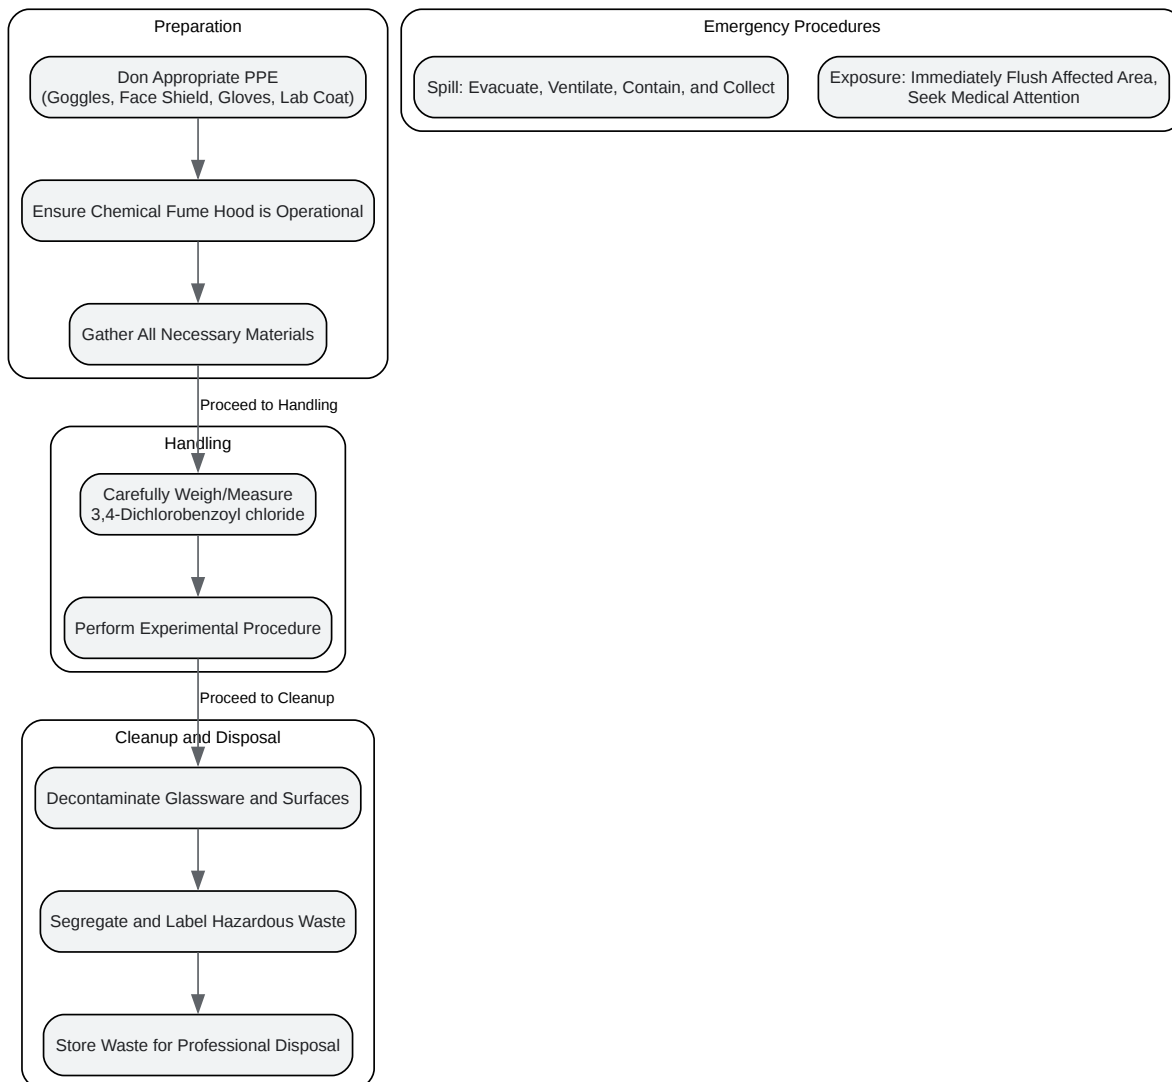 Preparation
Don Appropriate PPE
(Goggles, Face Shield, Gloves, Lab Coat)
Ensure Chemical Fume Hood is Operational
Gather All Necessary Materials
Proceed to Handling
Handling
Carefully Weigh/Measure
3,4-Dichlorobenzoyl chloride
Perform Experimental Procedure
Proceed to Cleanup
Cleanup and Disposal
Decontaminate Glassware and Surfaces
Segregate and Label Hazardous Waste
Store Waste for Professional Disposal
Emergency Procedures
Spill: Evacuate, Ventilate, Contain, and Collect
Exposure: Immediately Flush Affected Area,
Seek Medical Attention